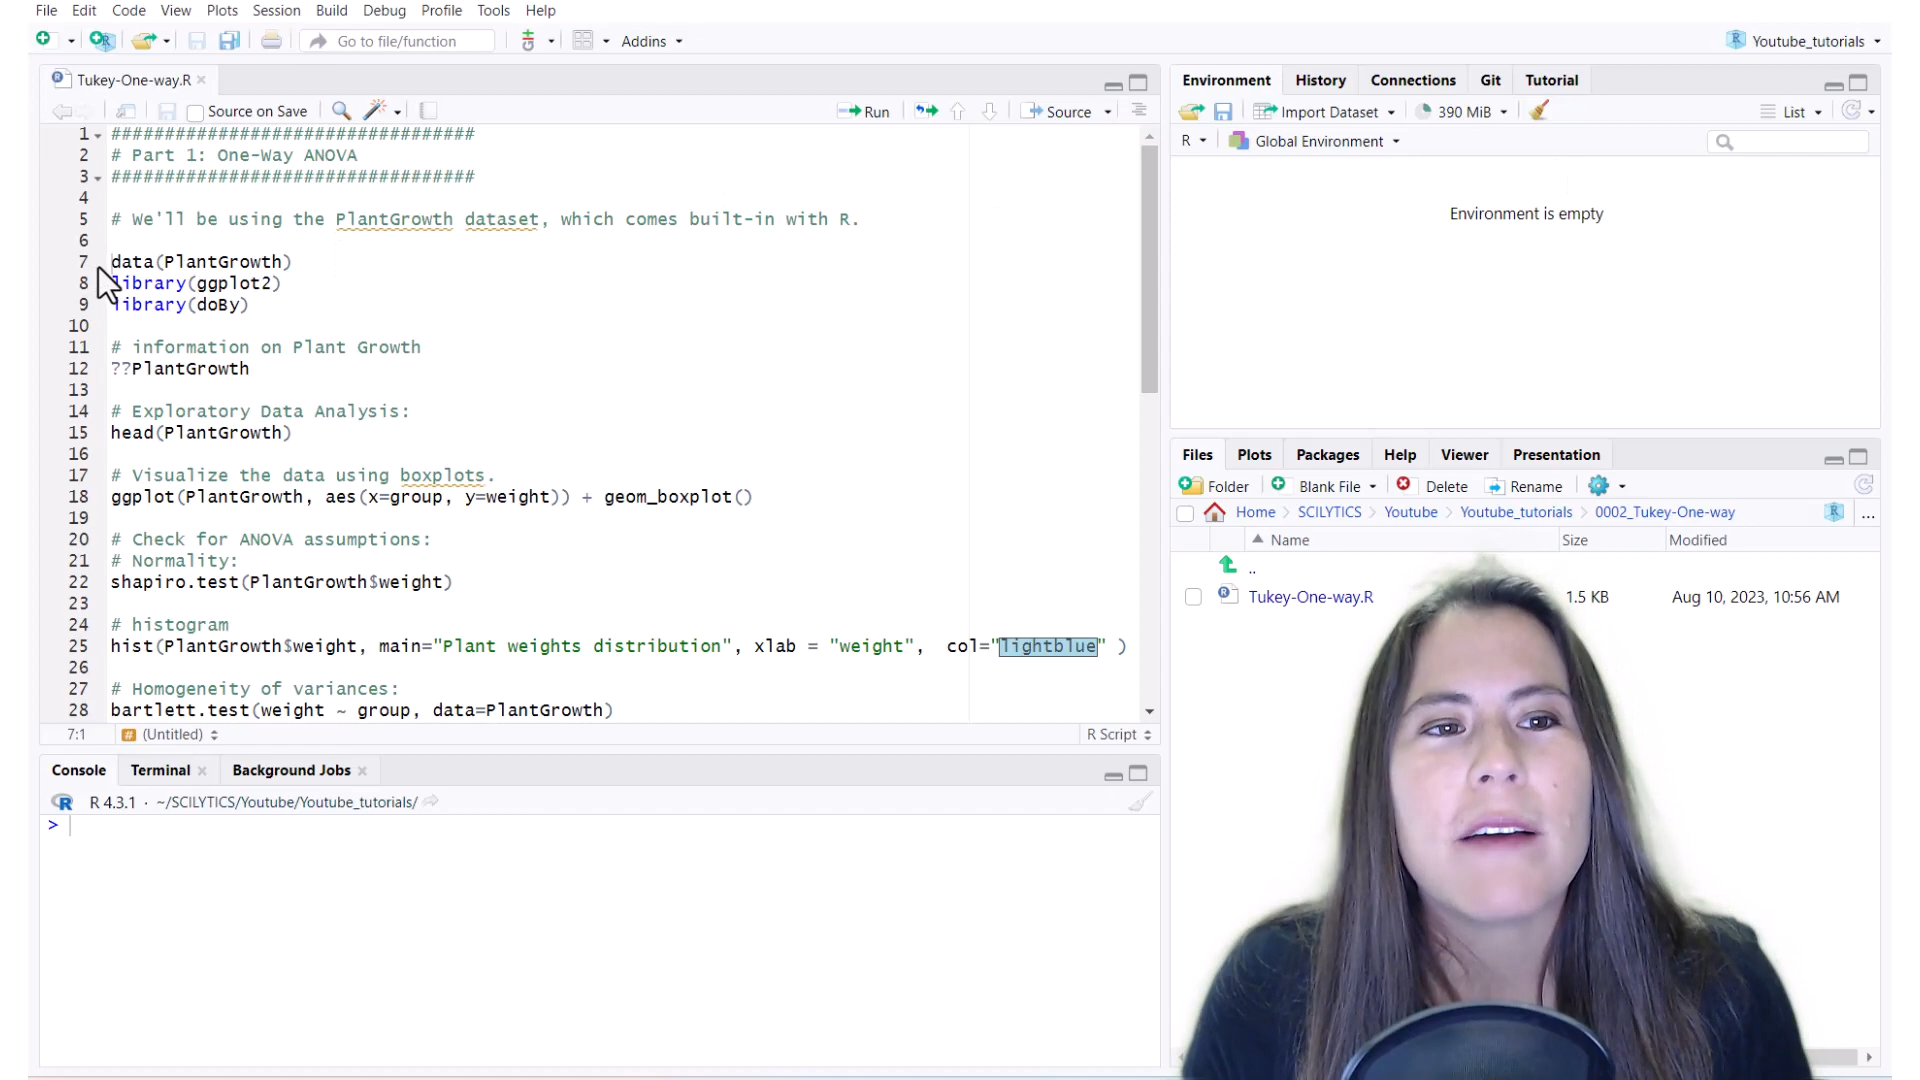 File Edit Code View Plots Session Build Debug Profile Tools Help
Go to file/function Addins Youtube_tutorials
Tukey-One-way.R
Source on Save Run Source
1 ##################################
2 # Part 1: One-Way ANOVA
3 ##################################
4
5 # We'll be using the PlantGrowth dataset, which comes built-in with R.
6
7 data(PlantGrowth)
8 library(ggplot2)
9 library(doBy)
10
11 # information on Plant Growth
12 ??PlantGrowth
13
14 # Exploratory Data Analysis:
15 head(PlantGrowth)
16
17 # Visualize the data using boxplots.
18 ggplot(PlantGrowth, aes(x=group, y=weight)) + geom_boxplot()
19
20 # Check for ANOVA assumptions:
21 # Normality:
22 shapiro.test(PlantGrowth$weight)
23
24 # histogram
25 hist(PlantGrowth$weight, main="Plant weights distribution", xlab = "weight",  col="lightblue" )
26
27 # Homogeneity of variances:
28 bartlett.test(weight ~ group, data=PlantGrowth)
7:1 # (Untitled) R Script
Console Terminal Background Jobs
R R 4.3.1 · ~/SCILYTICS/Youtube/Youtube_tutorials/
>
Environment History Connections Git Tutorial
Import Dataset 390 MiB List
R Global Environment
Environment is empty
Files Plots Packages Help Viewer Presentation
Folder Blank File Delete Rename
Home SCILYTICS Youtube Youtube_tutorials 0002_Tukey-One-way ...
Name Size Modified
..
Tukey-One-way.R 1.5 KB Aug 10, 2023, 10:56 AM